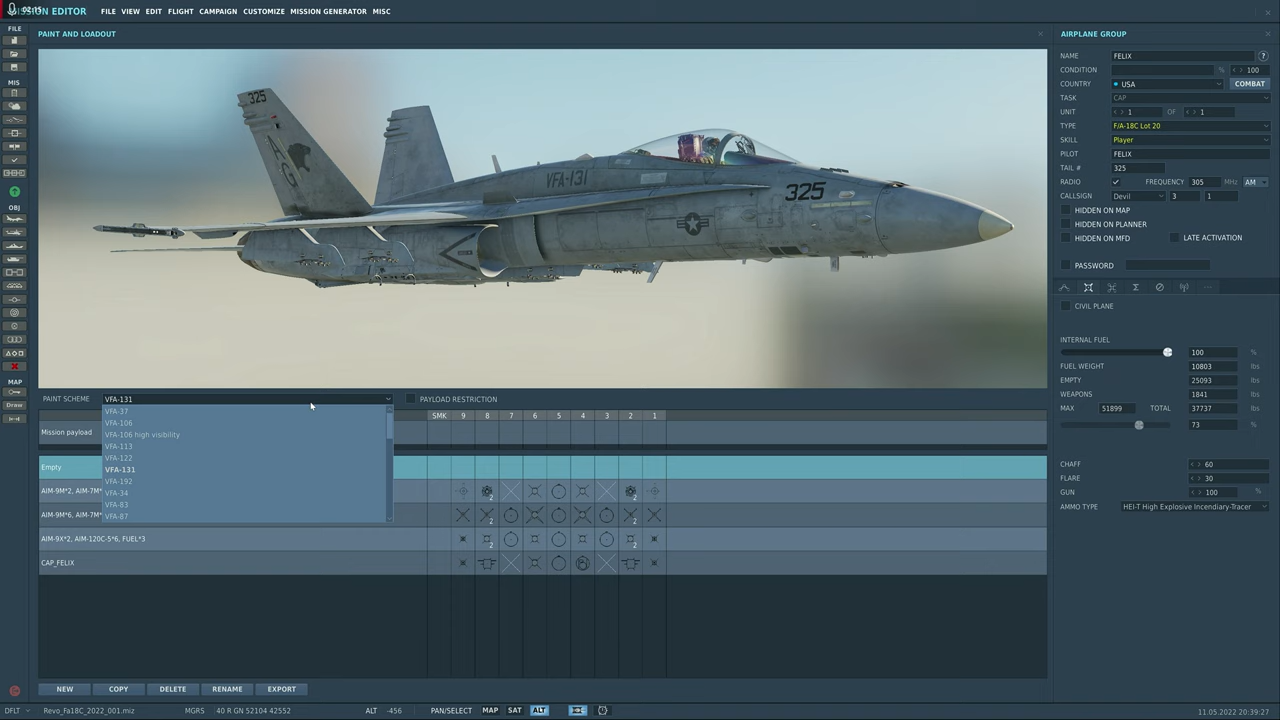 MISSION EDITOR
FILE VIEW EDIT FLIGHT CAMPAIGN CUSTOMIZE MISSION GENERATOR MISC
FILE
MIS
OBJ
MAP
Draw
PAINT AND LOADOUT
325
AG
VFA-131
325
PAINT SCHEME VFA-131
PAYLOAD RESTRICTION
VFA-37
VFA-106
VFA-106 high visibility
VFA-113
VFA-122
VFA-131
VFA-192
VFA-34
VFA-83
VFA-87
SMK 9 8 7 6 5 4 3 2 1
Mission payload
Empty
AIM-9M*2, AIM-7M*
2 2
AIM-9M*6, AIM-7M*
2 2
AIM-9X*2, AIM-120C-5*6, FUEL*3
2 2
CAP_FELIX
NEW COPY DELETE RENAME EXPORT
AIRPLANE GROUP
NAME FELIX ?
CONDITION % 100
COUNTRY USA COMBAT
TASK CAP
UNIT 1 OF 1
TYPE F/A-18C Lot 20
SKILL Player
PILOT FELIX
TAIL # 325
RADIO FREQUENCY 305 MHz AM
CALLSIGN Devil 3 1
HIDDEN ON MAP
HIDDEN ON PLANNER
HIDDEN ON MFD LATE ACTIVATION
PASSWORD
CIVIL PLANE
INTERNAL FUEL
100 %
FUEL WEIGHT 10803
EMPTY 25093
WEAPONS 1841
MAX 51899 TOTAL 37737
73 %
CHAFF 60
FLARE 30
GUN 100 %
AMMO TYPE HEI-T High Explosive Incendiary-Tracer
DFLT Revo_Fa18C_2022_001.miz MGRS 40 R GN 52104 42552 ALT -456 PAN/SELECT MAP SAT ALT 11.05.2022 20:39:27